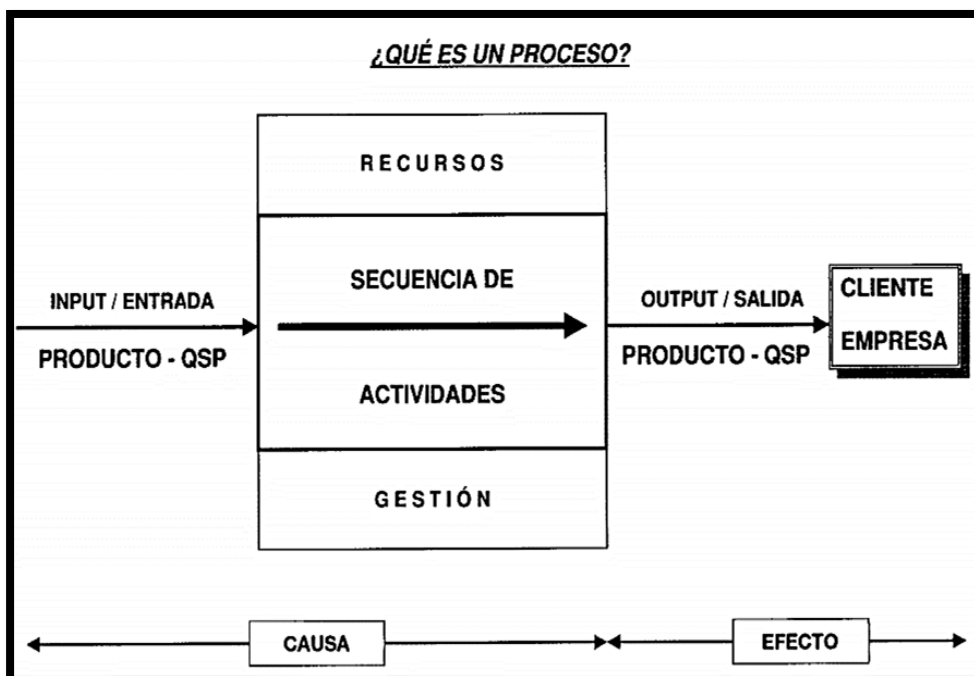 ¿QUÉ ES UN PROCESO?
RECURSOS
INPUT / ENTRADA
PRODUCTO - QSP
SECUENCIA DE
ACTIVIDADES
OUTPUT / SALIDA
PRODUCTO - QSP
CLIENTE
EMPRESA
GESTIÓN
CAUSA
EFECTO